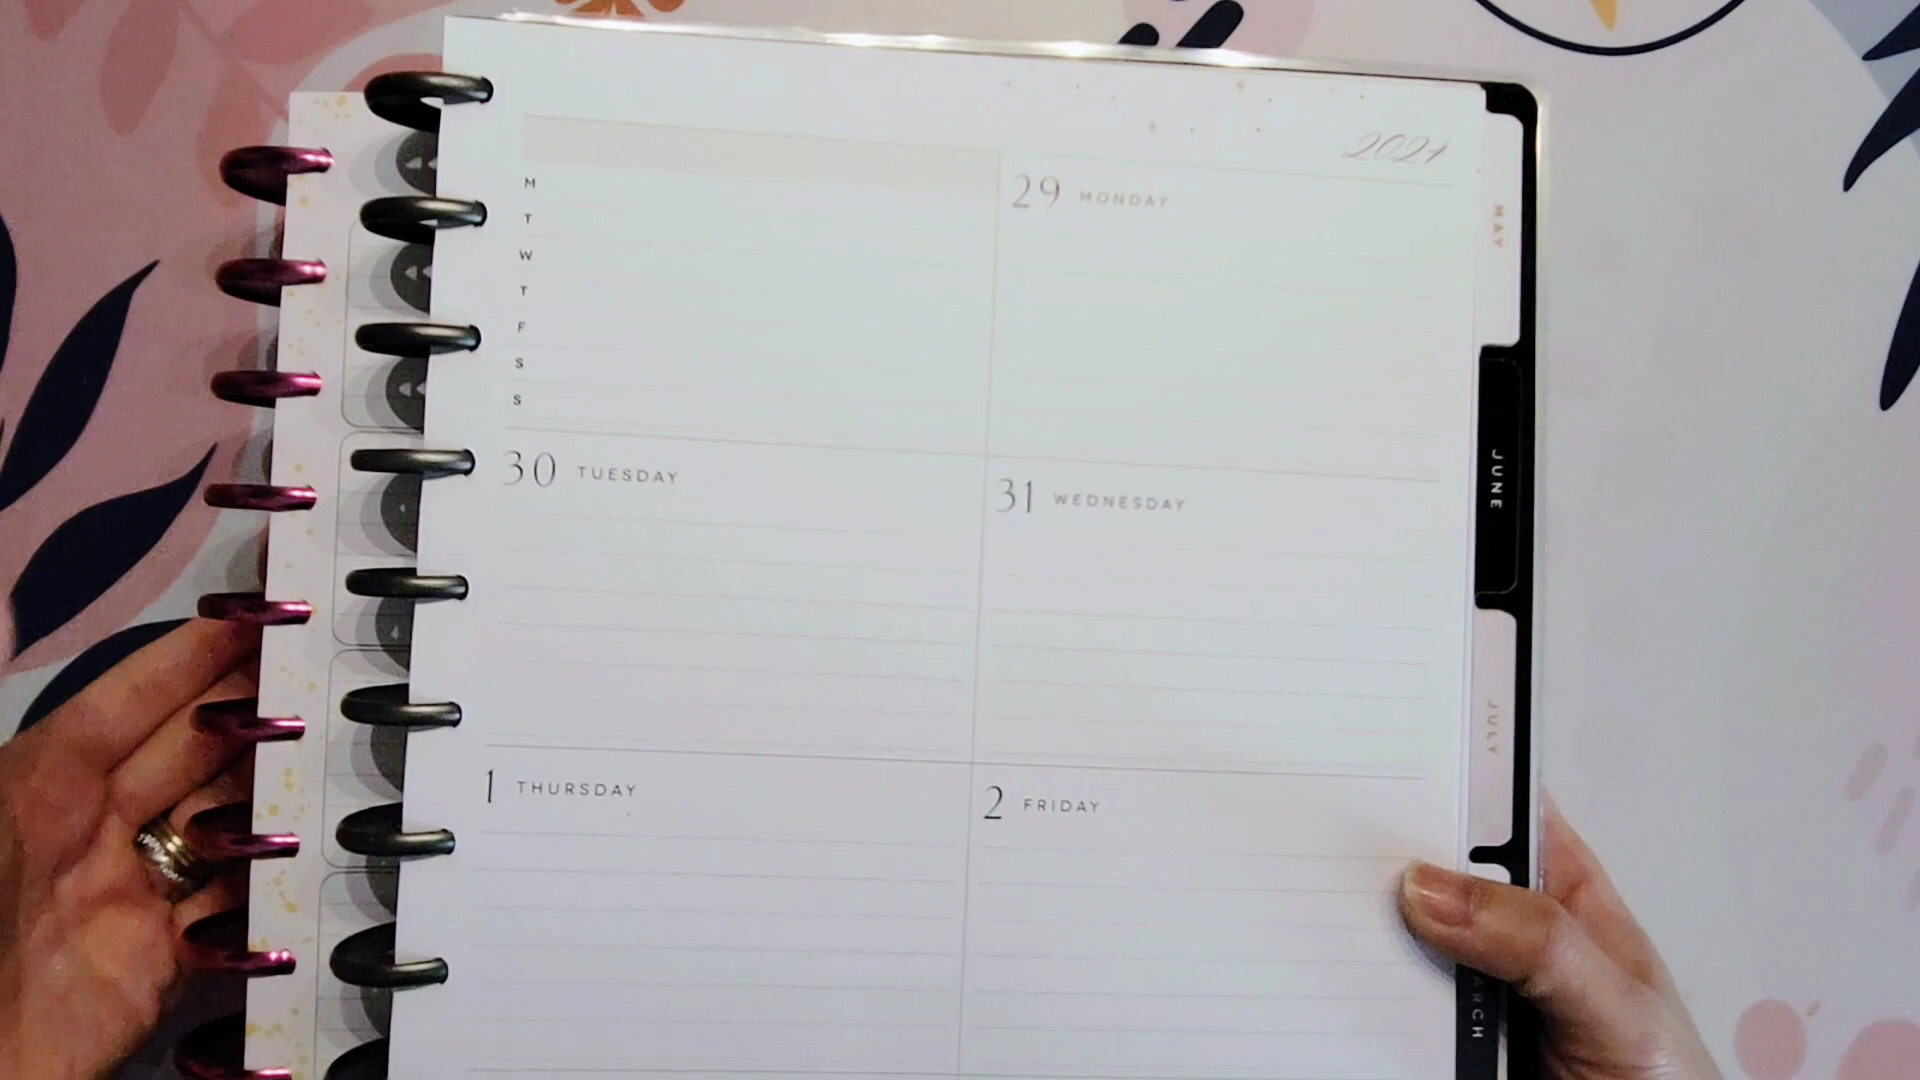 2021
M
T
W
T
F
S
S
29 MONDAY
30 TUESDAY
31 WEDNESDAY
1 THURSDAY
2 FRIDAY
MAY
JUNE
JULY
ARCH